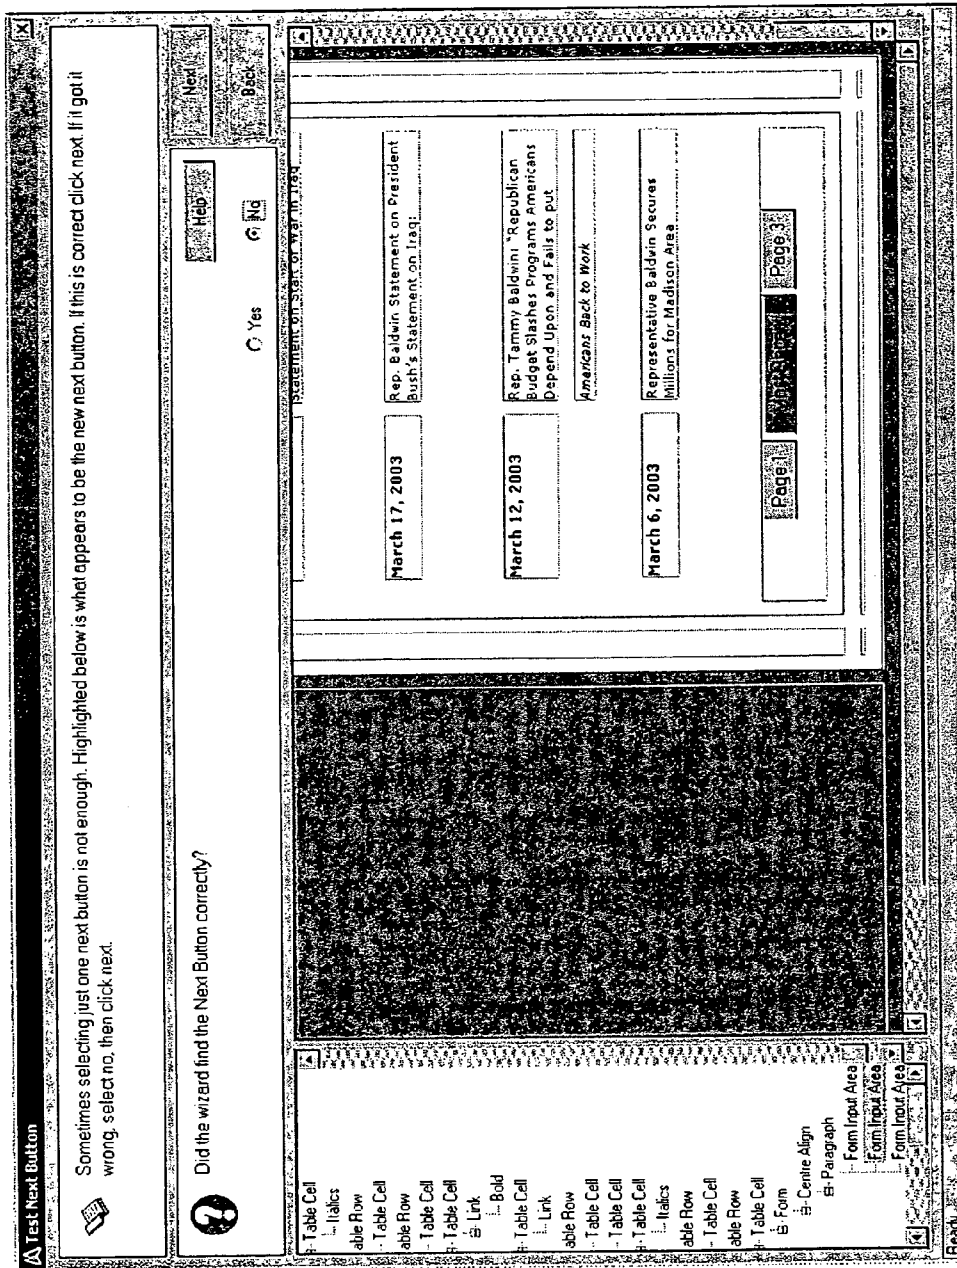 Test Next Button
Sometimes selecting just one next button is not enough. Highlighted below is what appears to be the new next button. If this is correct click next. If it got it
wrong, select no, then click next.
Did the wizard find the Next Button correctly?
Help
Yes
No
Next
Back
Table Cell
Italics
able Row
Table Cell
able Row
Table Cell
Table Cell
Link
Bold
Table Cell
Link
able Row
Table Cell
Table Cell
Table Cell
Italics
able Row
Table Cell
able Row
Table Cell
Form
Centre Align
Paragraph
Form Input Area
Form Input Area
Form Input Area
Statement on Start of War in Iraq
March 17, 2003
Rep. Baldwin Statement on President
Bush's Statement on Iraq:
March 12, 2003
Rep. Tammy Baldwin: "Republican
Budget Slashes Programs Americans
Depend Upon and Fails to put
Americans Back to Work
March 6, 2003
Representative Baldwin Secures
Millions for Madison Area
Page 1
Page 3
Ready